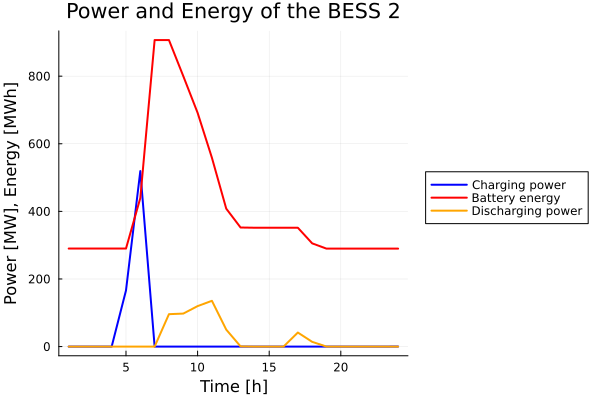 Power and Energy of the BESS 2
Power [MW], Energy [MWh]
800
600
400
200
0
5
10
15
20
Time [h]
Charging power
Battery energy
Discharging power